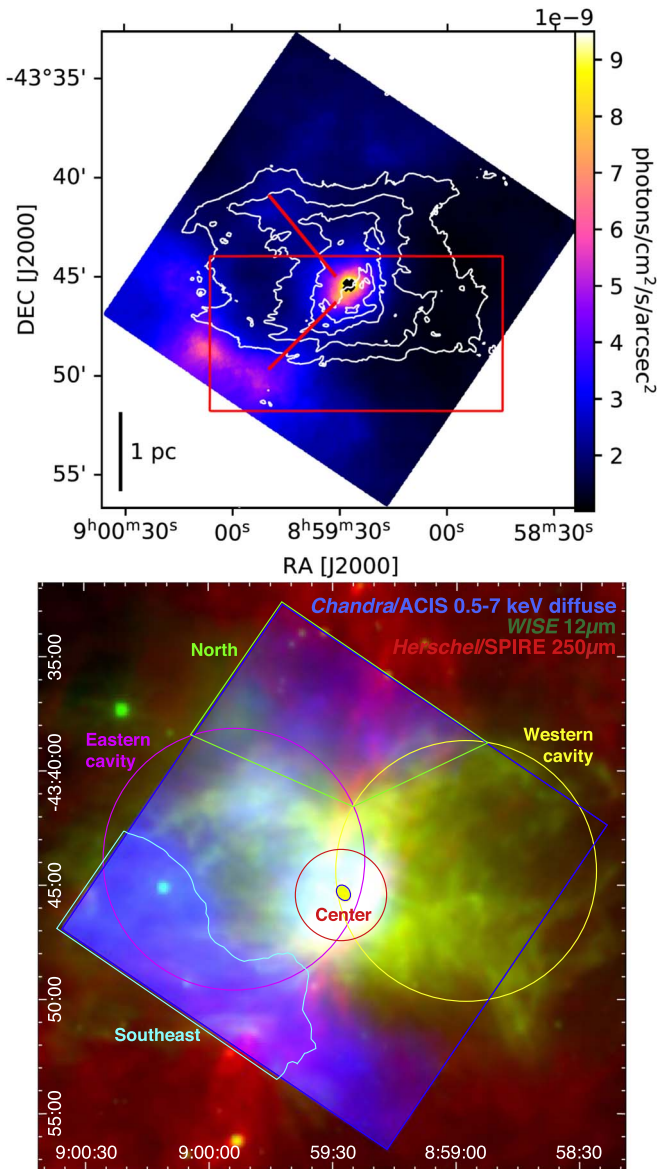 1e−9
-43°35'
40'
45'
50'
55'
DEC [J2000]
1 pc
9
8
7
6
5
4
3
2
photons/cm²/s/arcsec²
9ʰ00ᵐ30ˢ
00ˢ
8ʰ59ᵐ30ˢ
00ˢ
58ᵐ30ˢ
RA [J2000]
Chandra/ACIS 0.5-7 keV diffuse
WISE 12μm
Herschel/SPIRE 250μm
North
Eastern
cavity
Western
cavity
Center
Southeast
35:00
-43:40:00
45:00
50:00
55:00
9:00:30
9:00:00
59:30
8:59:00
58:30